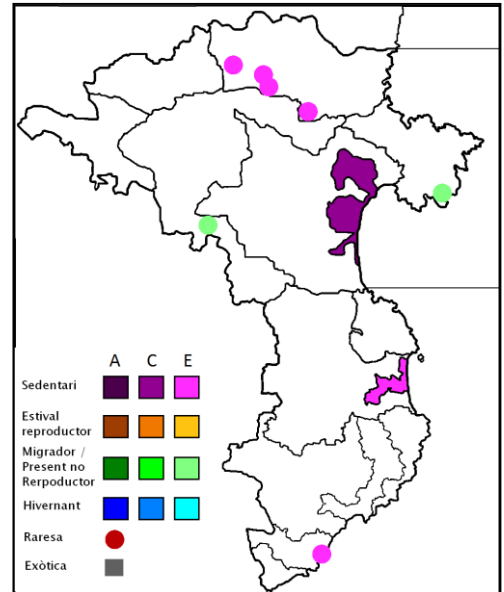 A C E
Sedentari
Estival
reproductor
Migrador /
Present no
Rerpoductor
Hivernant
Raresa
Exòtica